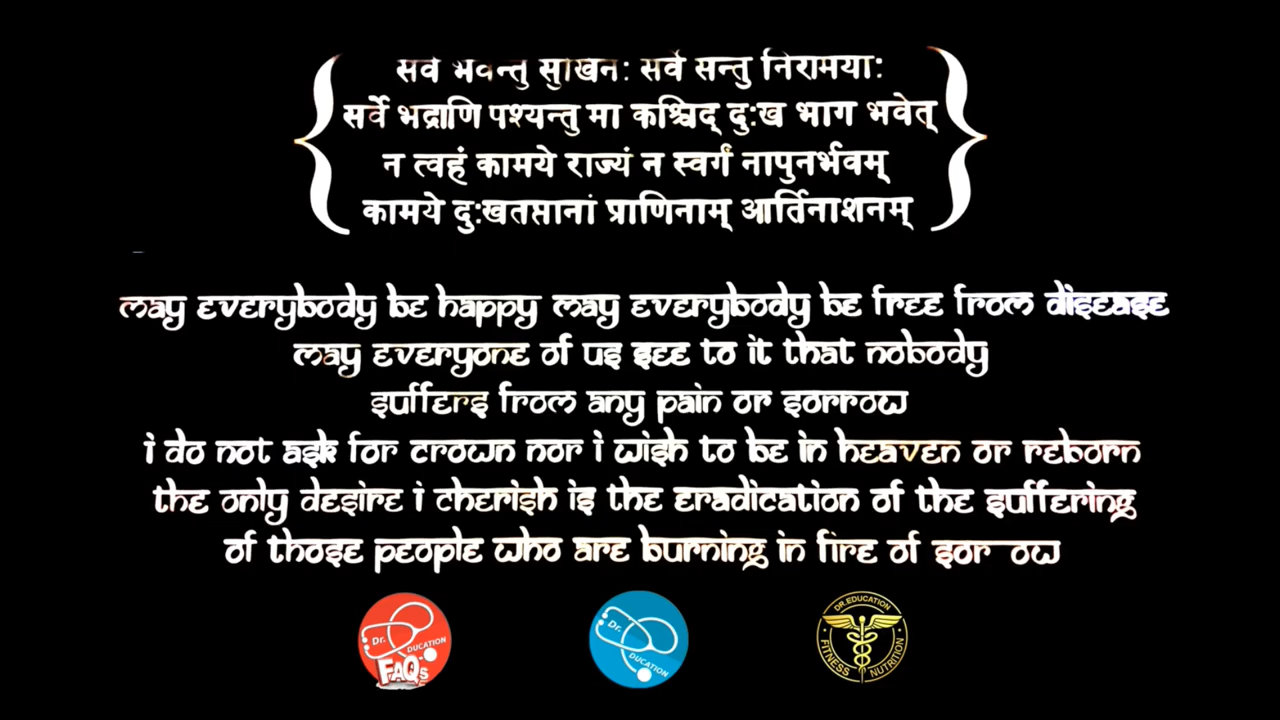 सर्वे भवन्तु सुखिन: सर्वे सन्तु निरामया:
सर्वे भद्राणि पश्यन्तु मा कश्चिद् दु:ख भाग भवेत्
न त्वहं कामये राज्यं न स्वर्गं नापुनर्भवम्
कामये दु:खतप्तानां प्राणिनाम् आर्तिनाशनम्
may everybody be happy may everybody be free from disease
may everyone of us see to it that nobody
suffers from any pain or sorrow
i do not ask for crown nor i wish to be in heaven or reborn
the only desire i cherish is the eradication of the suffering
of those people who are burning in fire of sor ow
Dr. DUCATION FAQs
Dr. DUCATION
DR.EDUCATION FITNESS NUTRITION